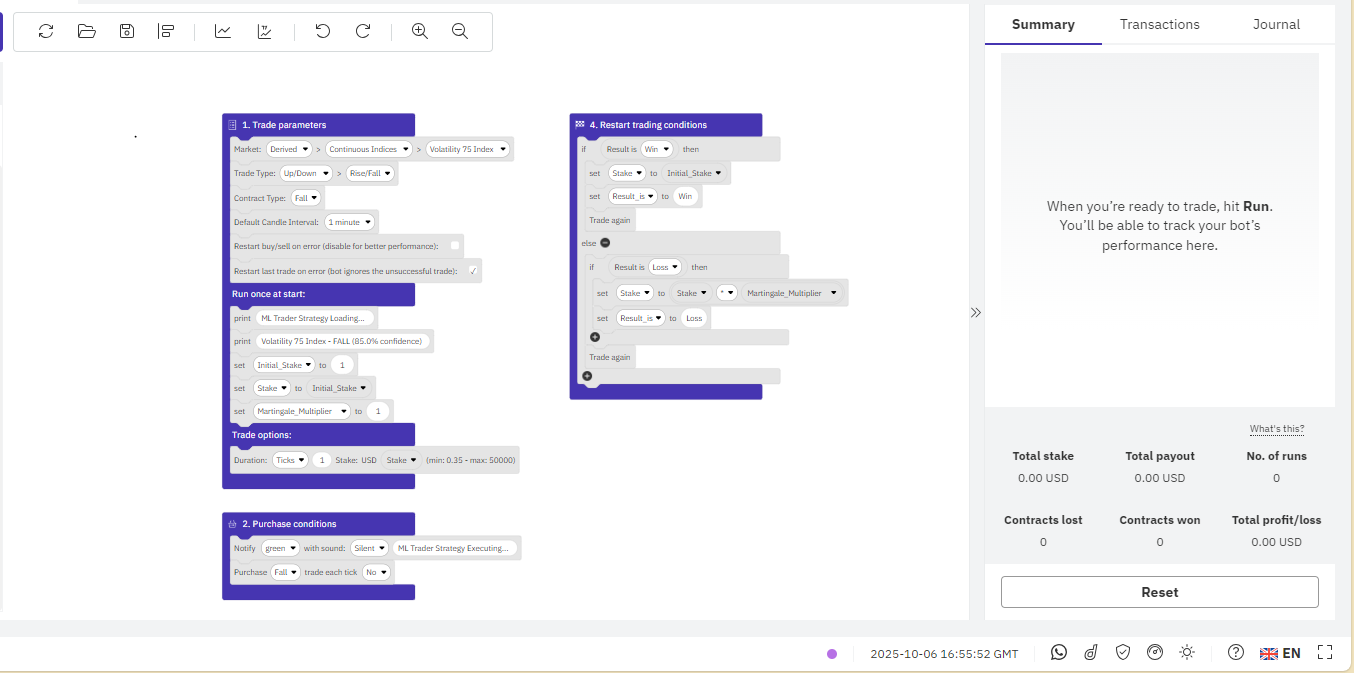 Summary
Transactions
Journal
1. Trade parameters
Market: Derived > Continuous Indices > Volatility 75 Index
Trade Type: Up/Down > Rise/Fall
Contract Type: Fall
Default Candle Interval: 1 minute
Restart buy/sell on error (disable for better performance):
Restart last trade on error (bot ignores the unsuccessful trade): ✓
Run once at start:
print ML Trader Strategy Loading...
print Volatility 75 Index - FALL (85.0% confidence)
set Initial_Stake to 1
set Stake to Initial_Stake
set Martingale_Multiplier to 1
Trade options:
Duration: Ticks 1 Stake: USD Stake (min: 0.35 - max: 50000)
2. Purchase conditions
Notify green with sound: Silent ML Trader Strategy Executing...
Purchase Fall trade each tick No
4. Restart trading conditions
if Result is Win then
set Stake to Initial_Stake
set Result_is to Win
Trade again
else
if Result is Loss then
set Stake to Stake * Martingale_Multiplier
set Result_is to Loss
Trade again
When you're ready to trade, hit Run.
You'll be able to track your bot's
performance here.
What's this?
Total stake
0.00 USD
Total payout
0.00 USD
No. of runs
0
Contracts lost
0
Contracts won
0
Total profit/loss
0.00 USD
Reset
2025-10-06 16:55:52 GMT
EN